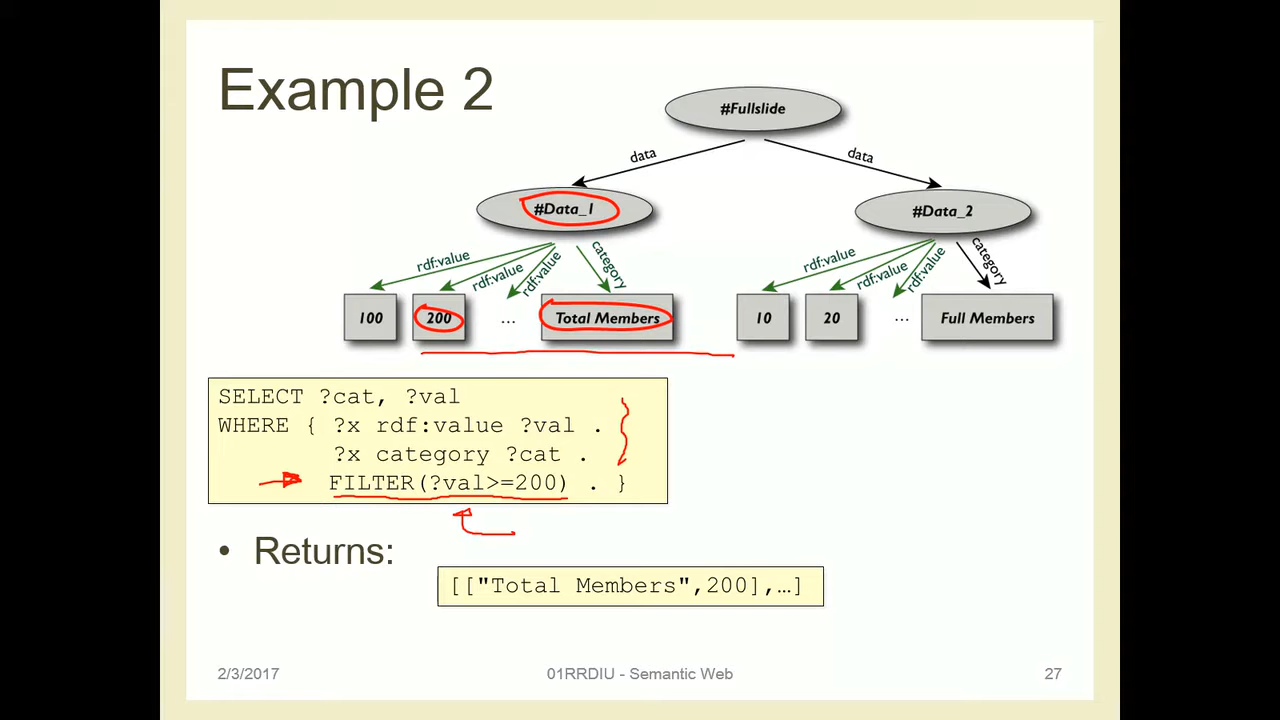 Example 2
#Fullslide
data
data
#Data_1
#Data_2
rdf:value
rdf:value
rdf:value
category
rdf:value
rdf:value
rdf:value
category
100
200
...
Total Members
10
20
...
Full Members
SELECT ?cat, ?val
WHERE { ?x rdf:value ?val .
?x category ?cat .
FILTER(?val>=200) . }
• Returns:
[["Total Members",200],…]
2/3/2017
01RRDIU - Semantic Web
27